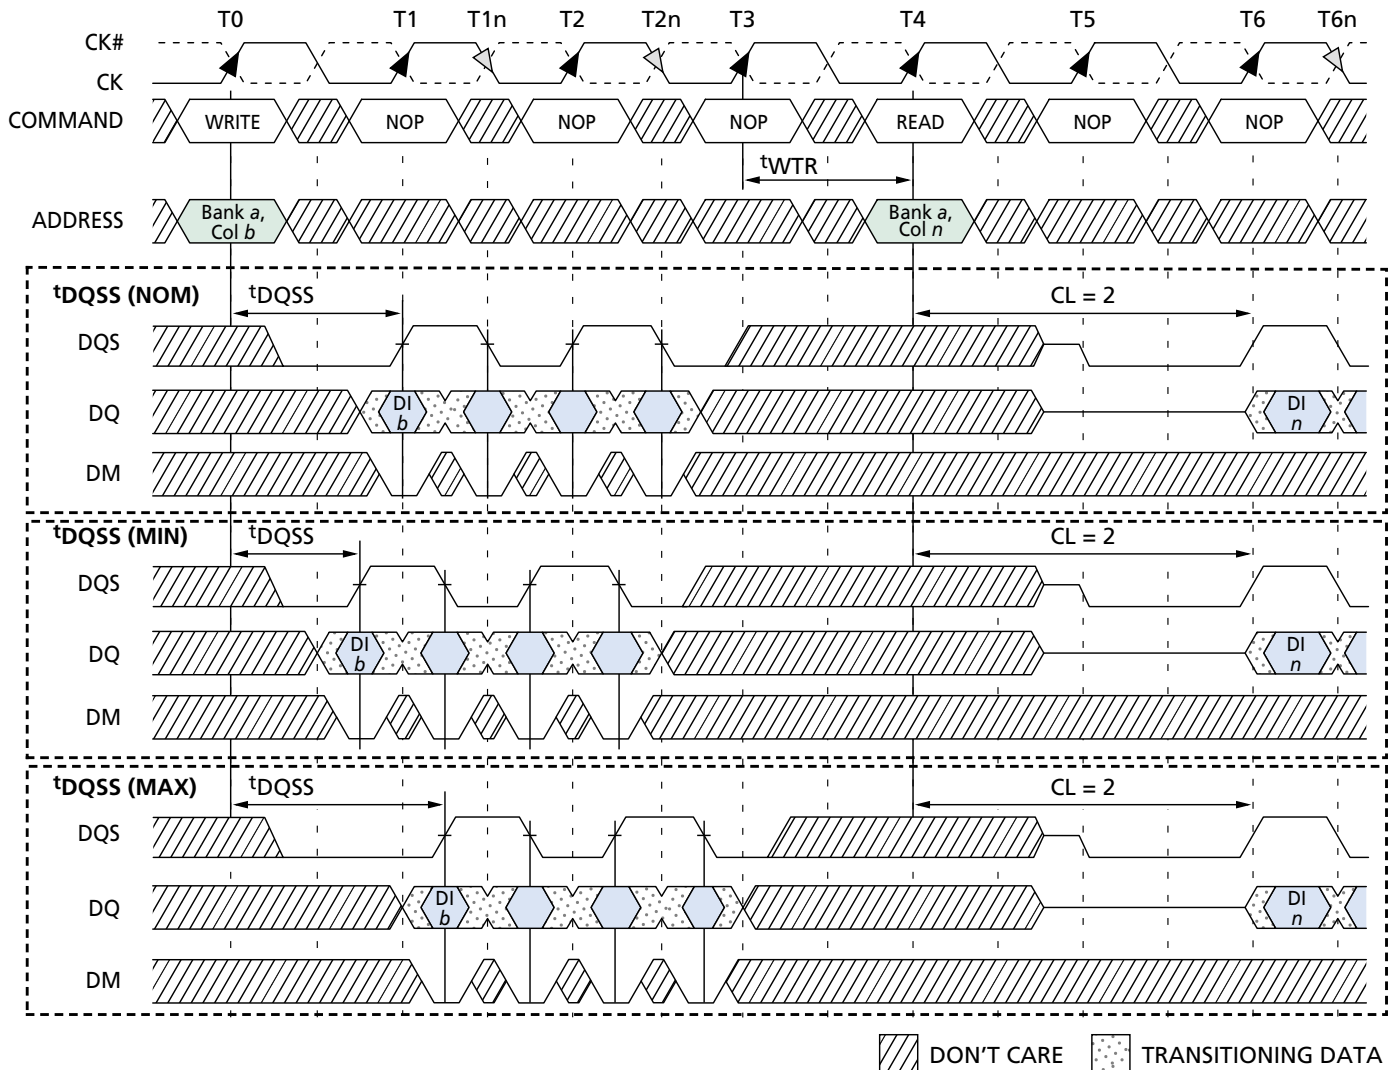 T0 T1 T1n T2 T2n T3 T4 T5 T6 T6n
CK#
CK
COMMAND WRITE NOP NOP NOP READ NOP NOP
tWTR
ADDRESS Bank a, Col b Bank a, Col n
tDQSS (NOM) tDQSS CL = 2
DQS
DQ DI b DI n
DM
tDQSS (MIN) tDQSS CL = 2
DQS
DQ DI b DI n
DM
tDQSS (MAX) tDQSS CL = 2
DQS
DQ DI b DI n
DM
DON'T CARE TRANSITIONING DATA